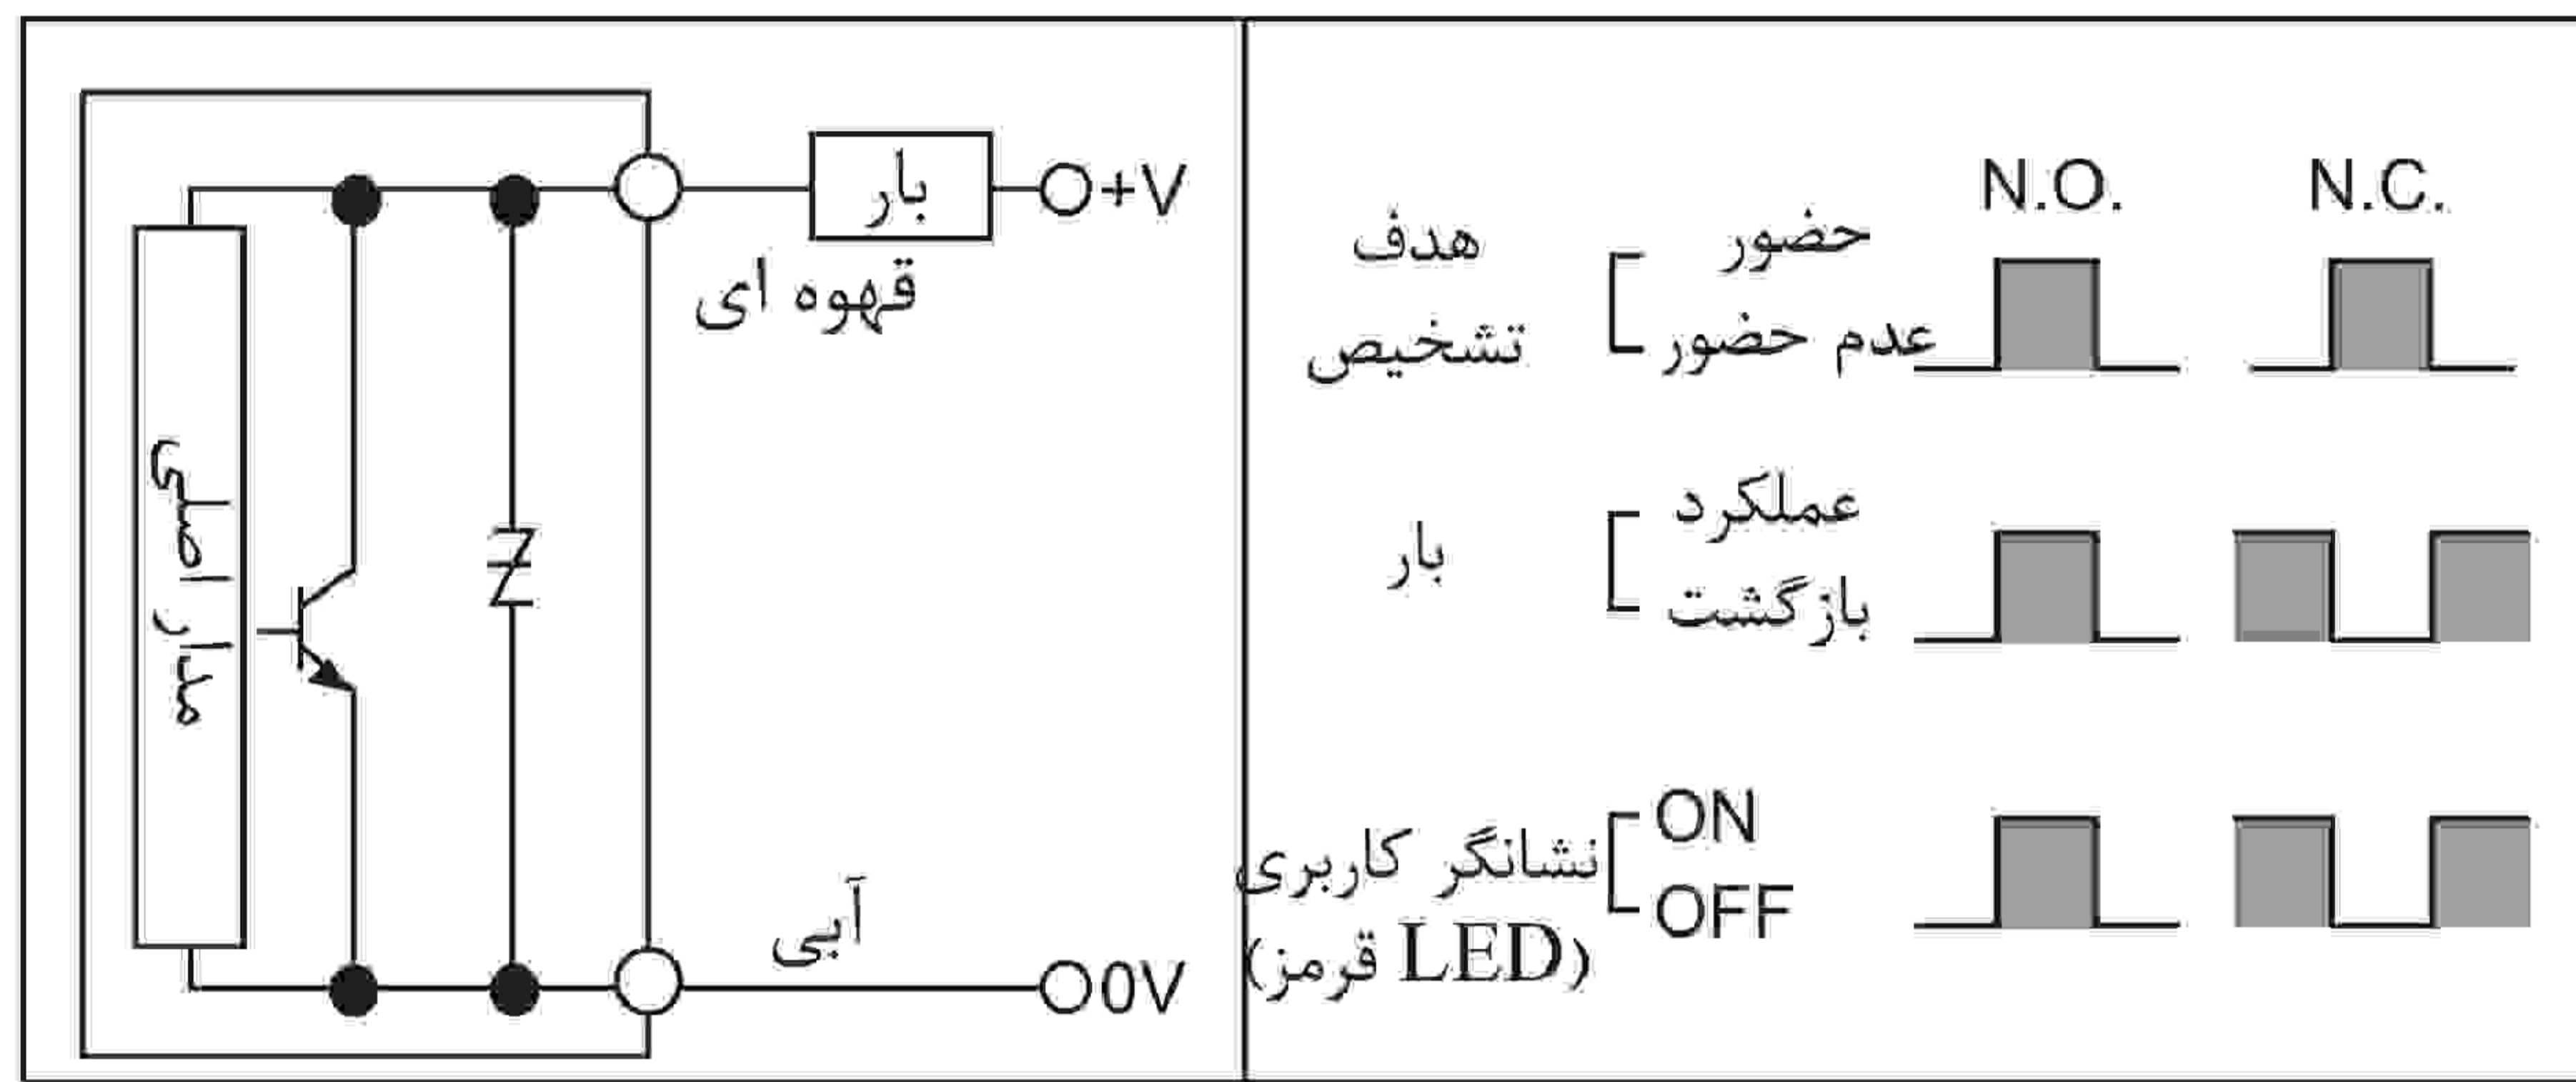 بار
+V
قهوه ای
مدار اصلی
آبی
0V
N.O.
N.C.
هدف
تشخیص
حضور
عدم حضور
بار
عملکرد
بازگشت
نشانگر کاربری
(LED قرمز)
ON
OFF